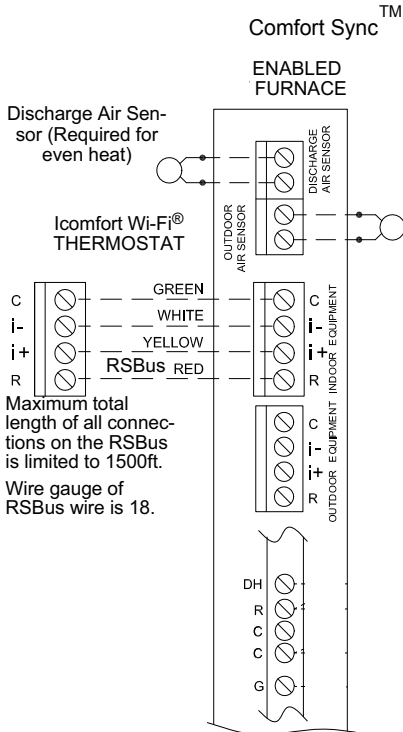 Comfort Sync™
ENABLED
FURNACE
Discharge Air Sen-
sor (Required for
even heat)
DISCHARGE
AIR SENSOR
OUTDOOR
AIR SENSOR
Icomfort Wi-Fi®
THERMOSTAT
C GREEN C
i- WHITE i-
i+ YELLOW i+
R RSBus RED R
INDOOR EQUIPMENT
Maximum total
length of all connec-
tions on the RSBus
is limited to 1500ft.
Wire gauge of
RSBus wire is 18.
C
i-
i+
R
OUTDOOR EQUIPMENT
DH
R
C
C
G